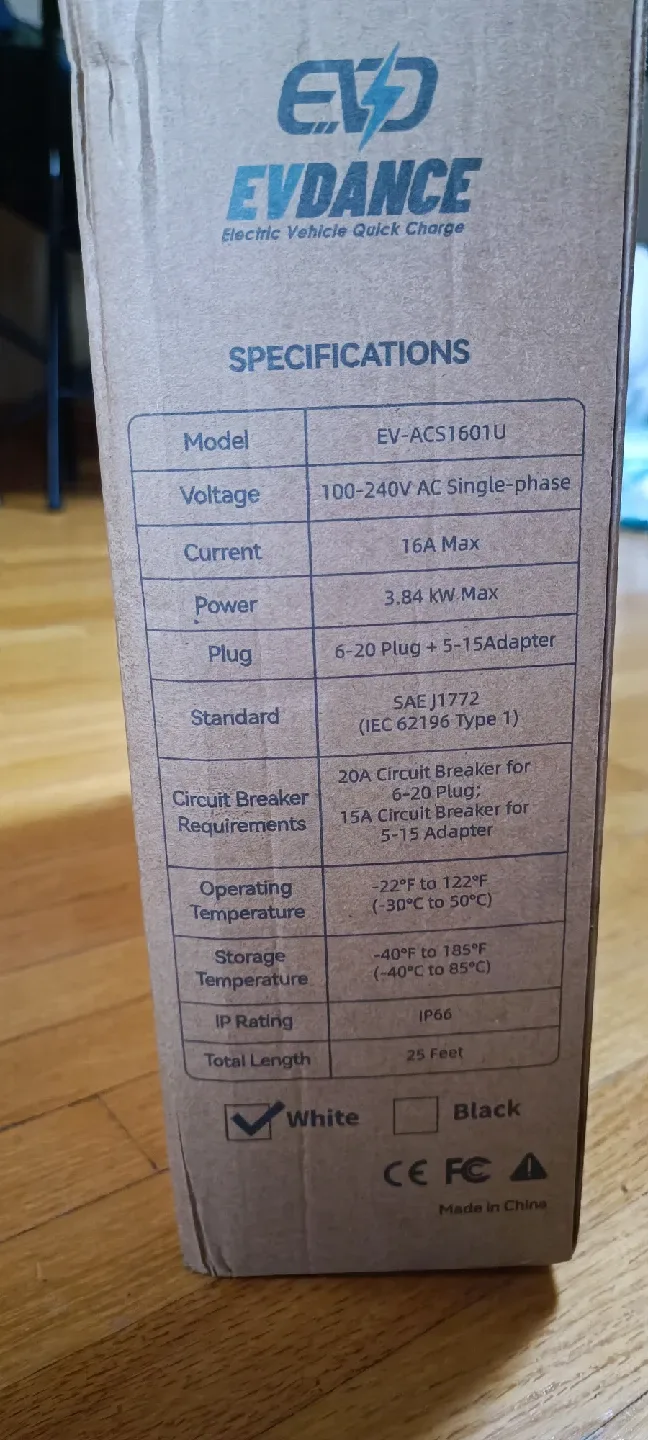 EVD
EVDANCE
Electric Vehicle Quick Charge
SPECIFICATIONS
Model EV-ACS1601U
Voltage 100-240V AC Single-phase
Current 16A Max
Power 3.84 kW Max
Plug 6-20 Plug + 5-15Adapter
Standard
SAE J1772
(IEC 62196 Type 1)
Circuit Breaker
Requirements
20A Circuit Breaker for
6-20 Plug;
15A Circuit Breaker for
5-15 Adapter
Operating
Temperature
-22°F to 122°F
(-30°C to 50°C)
Storage
Temperature
-40°F to 185°F
(-40°C to 85°C)
IP Rating IP66
Total Length 25 Feet
White Black
CE FC
Made in China